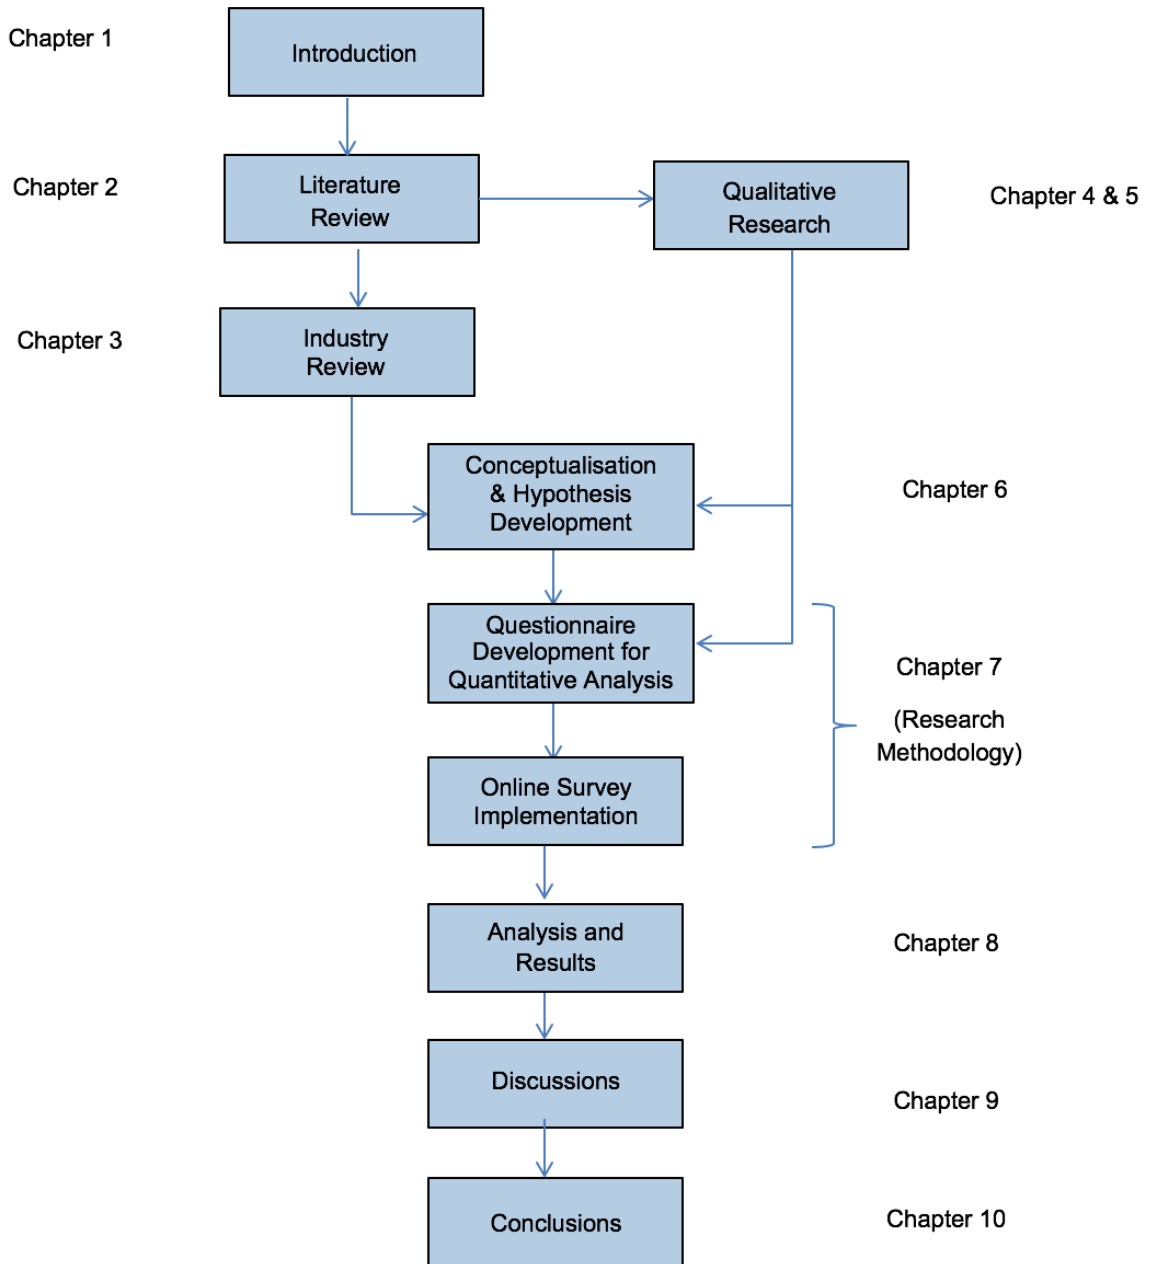 Chapter 1
Introduction
Chapter 2
Literature
Review
Qualitative
Research
Chapter 4 & 5
Chapter 3
Industry
Review
Conceptualisation
& Hypothesis
Development
Chapter 6
Questionnaire
Development for
Quantitative Analysis
Chapter 7
(Research
Methodology)
Online Survey
Implementation
Analysis and
Results
Chapter 8
Discussions
Chapter 9
Conclusions
Chapter 10